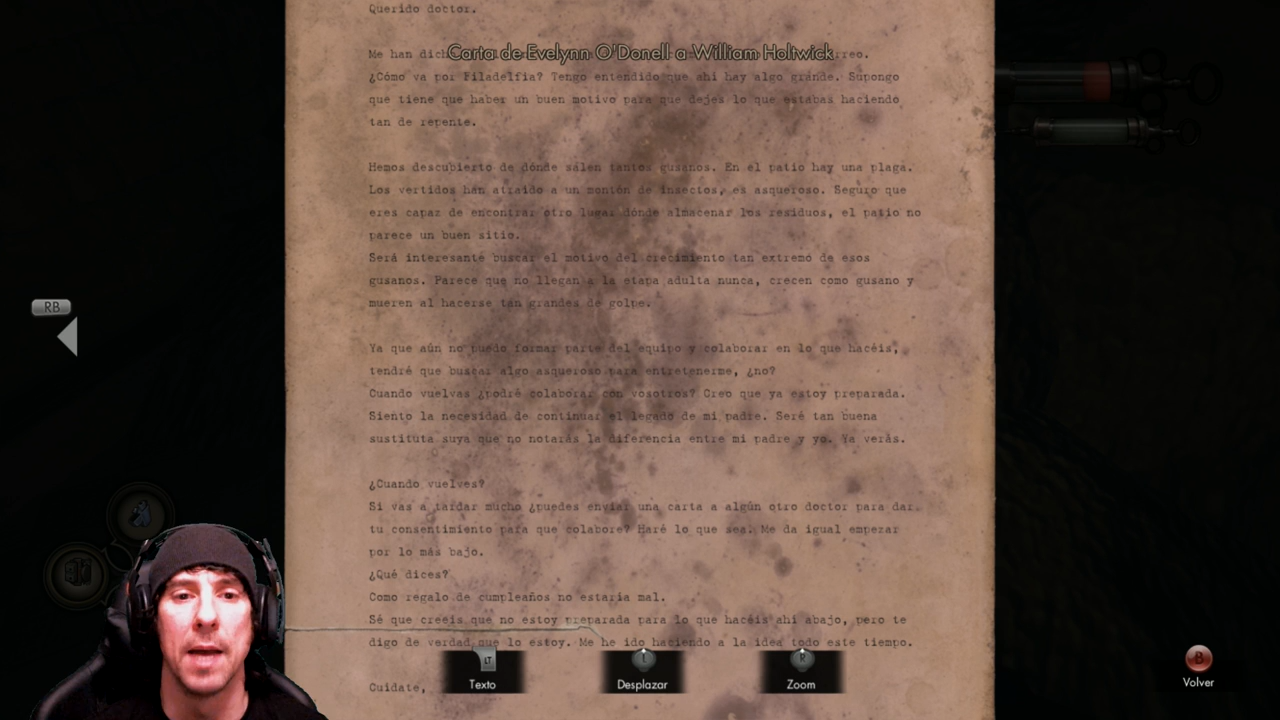 Querido doctor.
Carta de Evelynn O'Donell a William Holtwick
Me han dich rreo.
¿Cómo va por Filadelfia? Tengo entendido que ahí hay algo grande. Supongo
que tiene que haber un buen motivo para que dejes lo que estabas haciendo
tan de repente.
Hemos descubierto de dónde salen tantos gusanos. En el patio hay una plaga.
Los vertidos han atraido a un montón de insectos, es asqueroso. Seguro que
eres capaz de encontrar otro lugar dónde almacenar los residuos, el patio no
parece un buen sitio.
Será interesante buscar el motivo del crecimiento tan extremo de esos
gusanos. Parece que no llegan a la etapa adulta nunca, crecen como gusano y
mueren al hacerse tan grandes de golpe.
Ya que aún no puedo formar parte del equipo y colaborar en lo que hacéis,
tendré que buscar algo asqueroso para entretenerme, ¿no?
Cuando vuelvas ¿podré colaborar con vosotros? Creo que ya estoy preparada.
Siento la necesidad de continuar el legado de mi padre. Seré tan buena
sustituta suya que no notarás la diferencia entre mi padre y yo. Ya verás.
¿Cuando vuelves?
Si vas a tardar mucho ¿puedes enviar una carta a algún otro doctor para dar
tu consentimiento para que colabore? Haré lo que sea. Me da igual empezar
por lo más bajo.
¿Qué dices?
Como regalo de cumpleaños no estaria mal.
Sé que creeis que no estoy preparada para lo que hacéis ahi abajo, pero te
digo de verdad que lo estoy. Me he ido haciendo a la idea todo este tiempo.
Cuidate,
RB
LT
L
R
B
Texto
Desplazar
Zoom
Volver